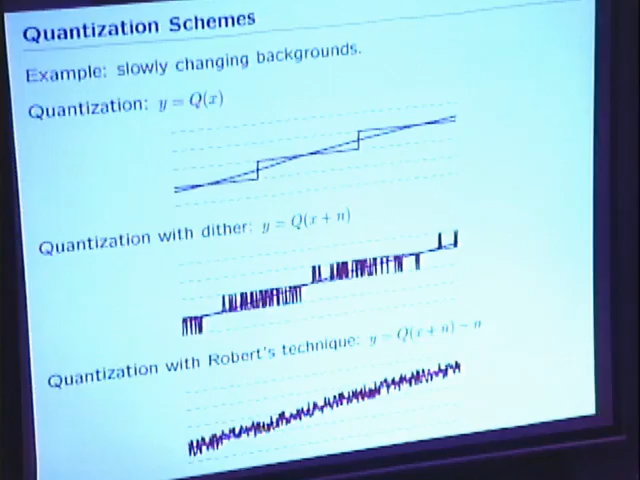 Quantization Schemes
Example: slowly changing backgrounds.
Quantization: y = Q(x)
Quantization with dither: y = Q(x + n)
Quantization with Robert's technique: y = Q(x + n) − n